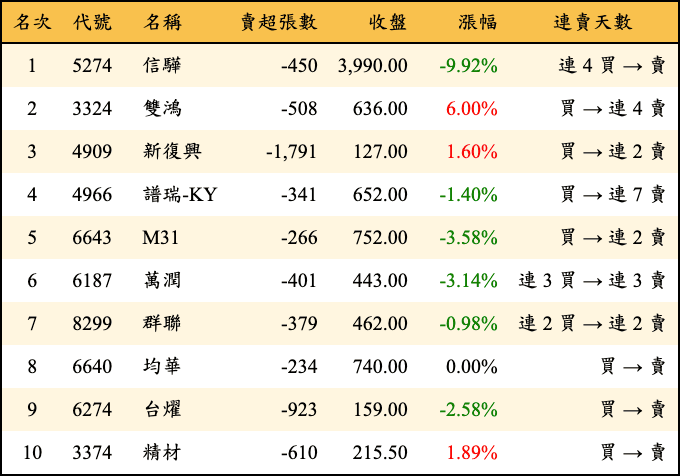 名次 代號 名稱 賣超張數 收盤 漲幅 連賣天數
1 5274 信驊 -450 3,990.00 -9.92% 連 4 買 → 賣
2 3324 雙鴻 -508 636.00 6.00% 買 → 連 4 賣
3 4909 新復興 -1,791 127.00 1.60% 買 → 連 2 賣
4 4966 譜瑞-KY -341 652.00 -1.40% 買 → 連 7 賣
5 6643 M31 -266 752.00 -3.58% 買 → 連 2 賣
6 6187 萬潤 -401 443.00 -3.14% 連 3 買 → 連 3 賣
7 8299 群聯 -379 462.00 -0.98% 連 2 買 → 連 2 賣
8 6640 均華 -234 740.00 0.00% 買 → 賣
9 6274 台燿 -923 159.00 -2.58% 買 → 賣
10 3374 精材 -610 215.50 1.89% 買 → 賣